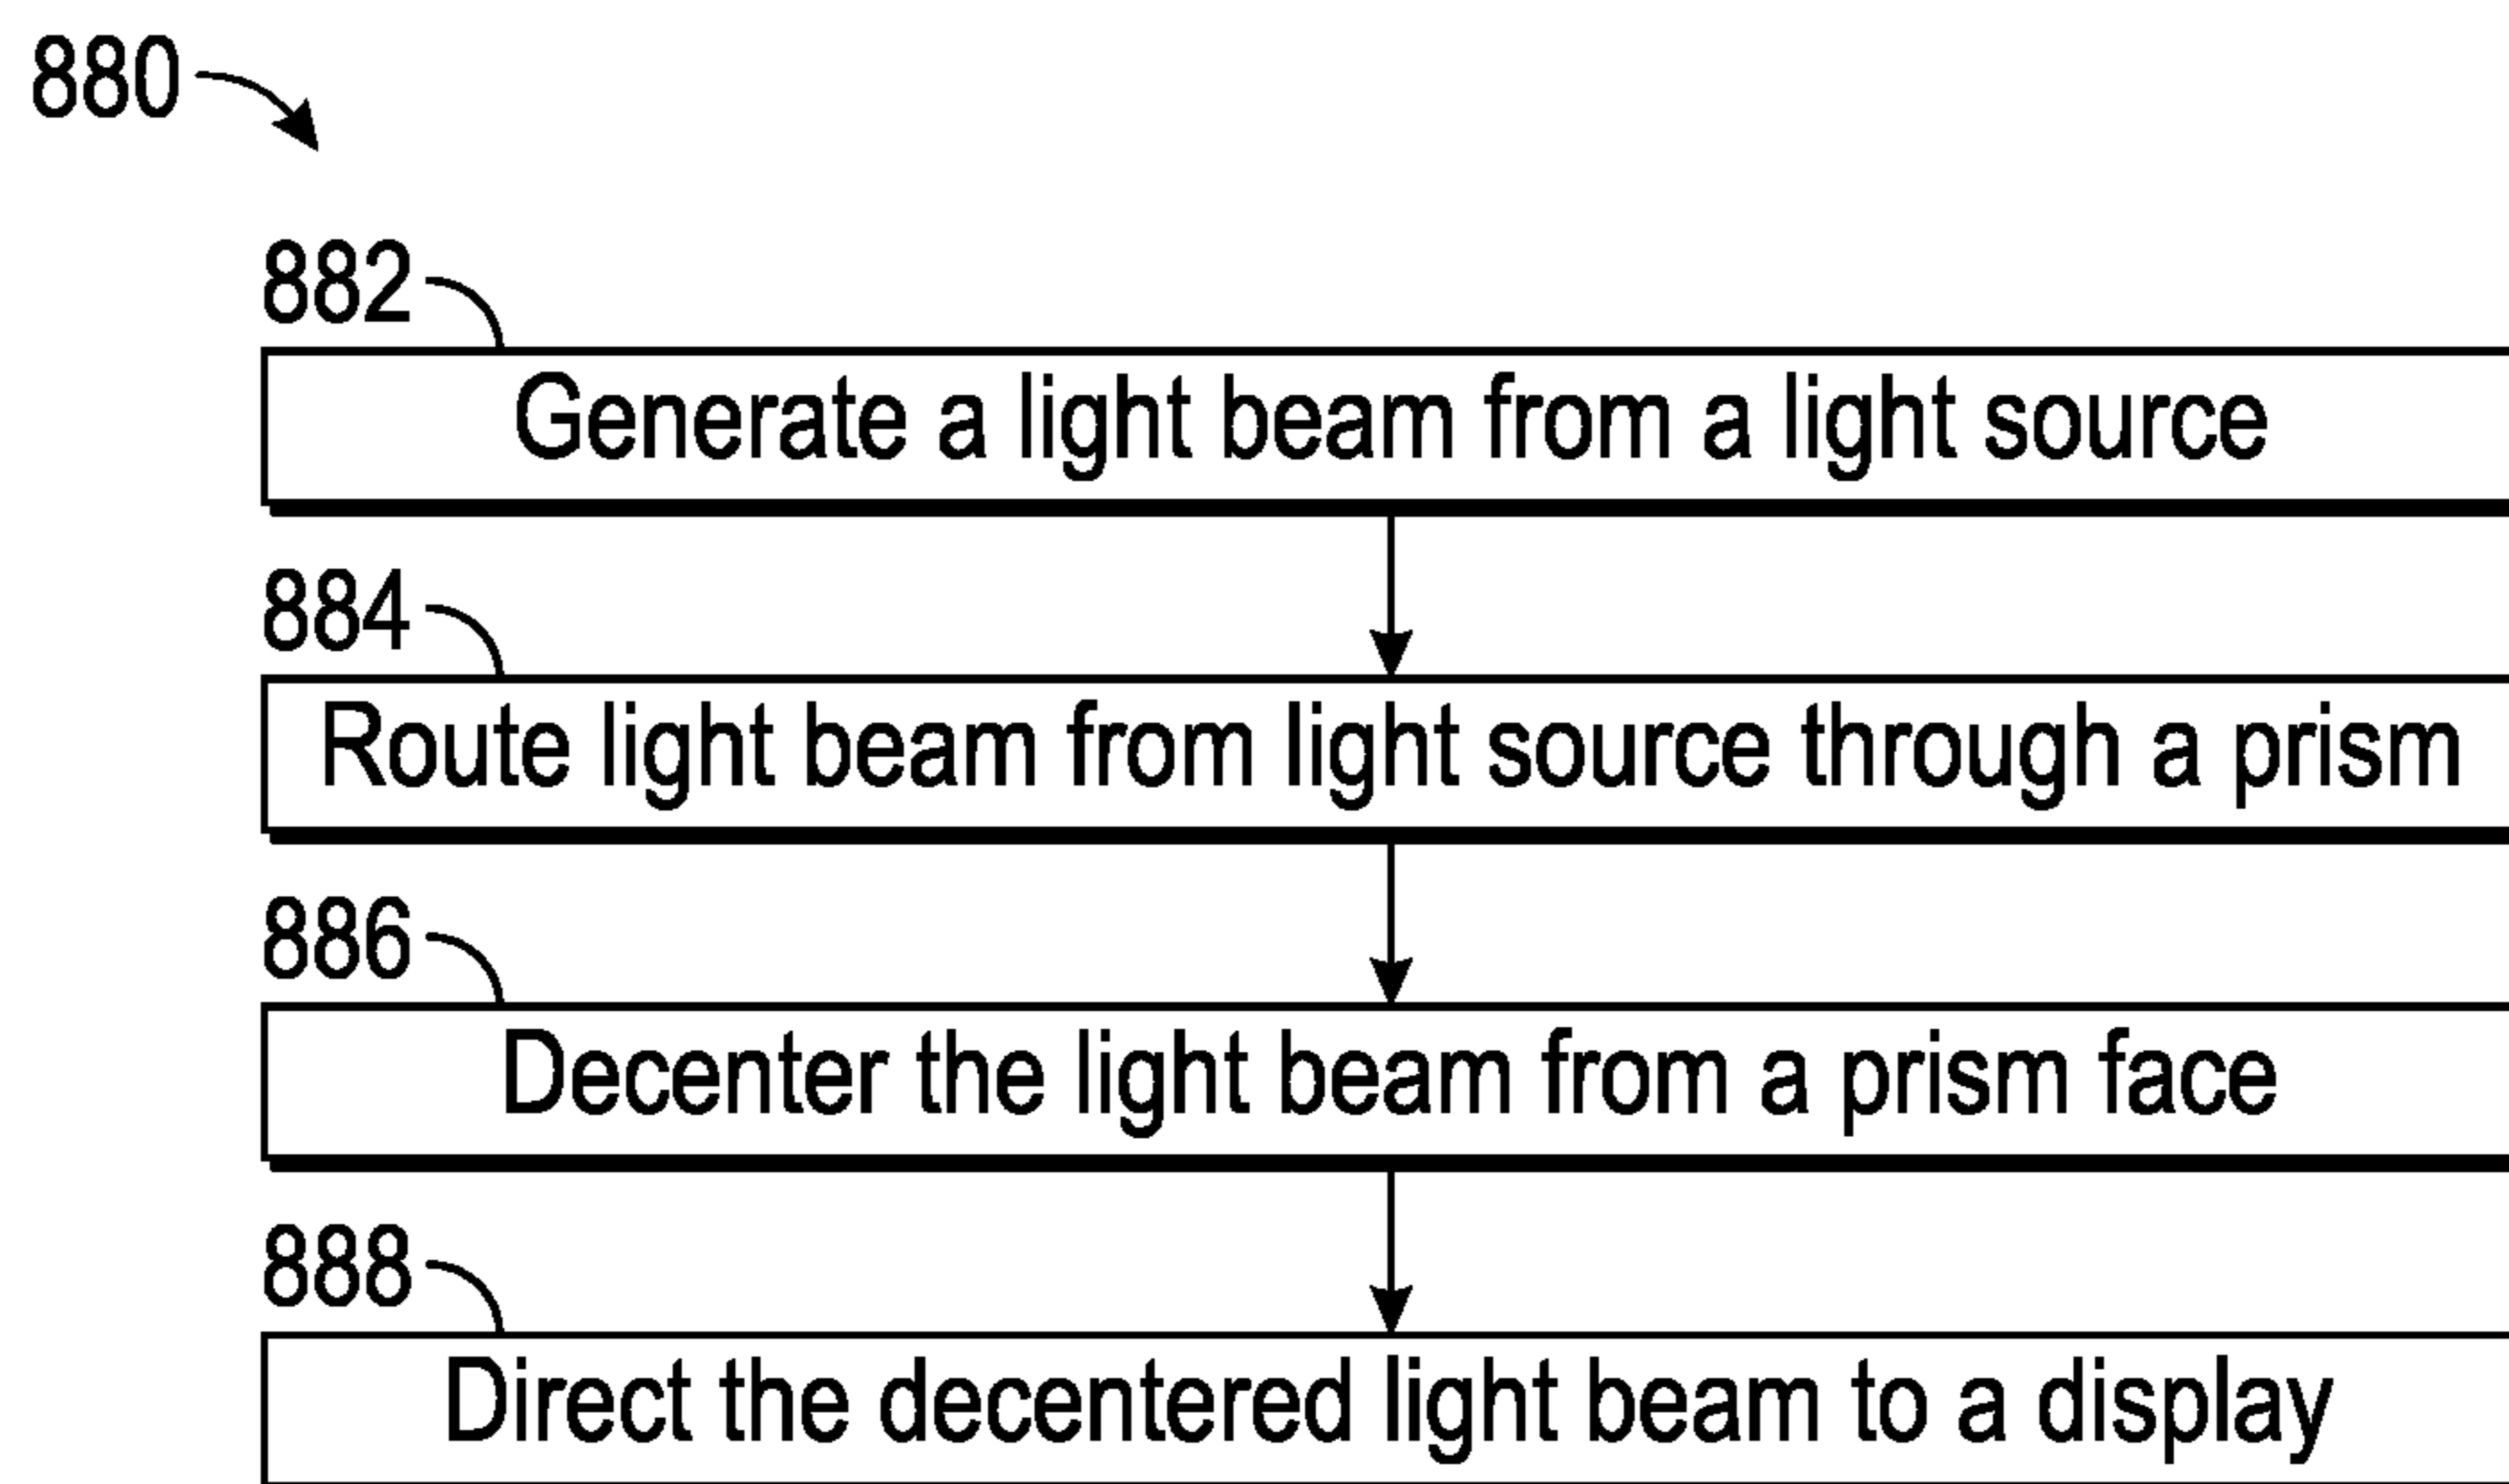 880
882
Generate a light beam from a light source
884
Route light beam from light source through a prism
886
Decenter the light beam from a prism face
888
Direct the decentered light beam to a display